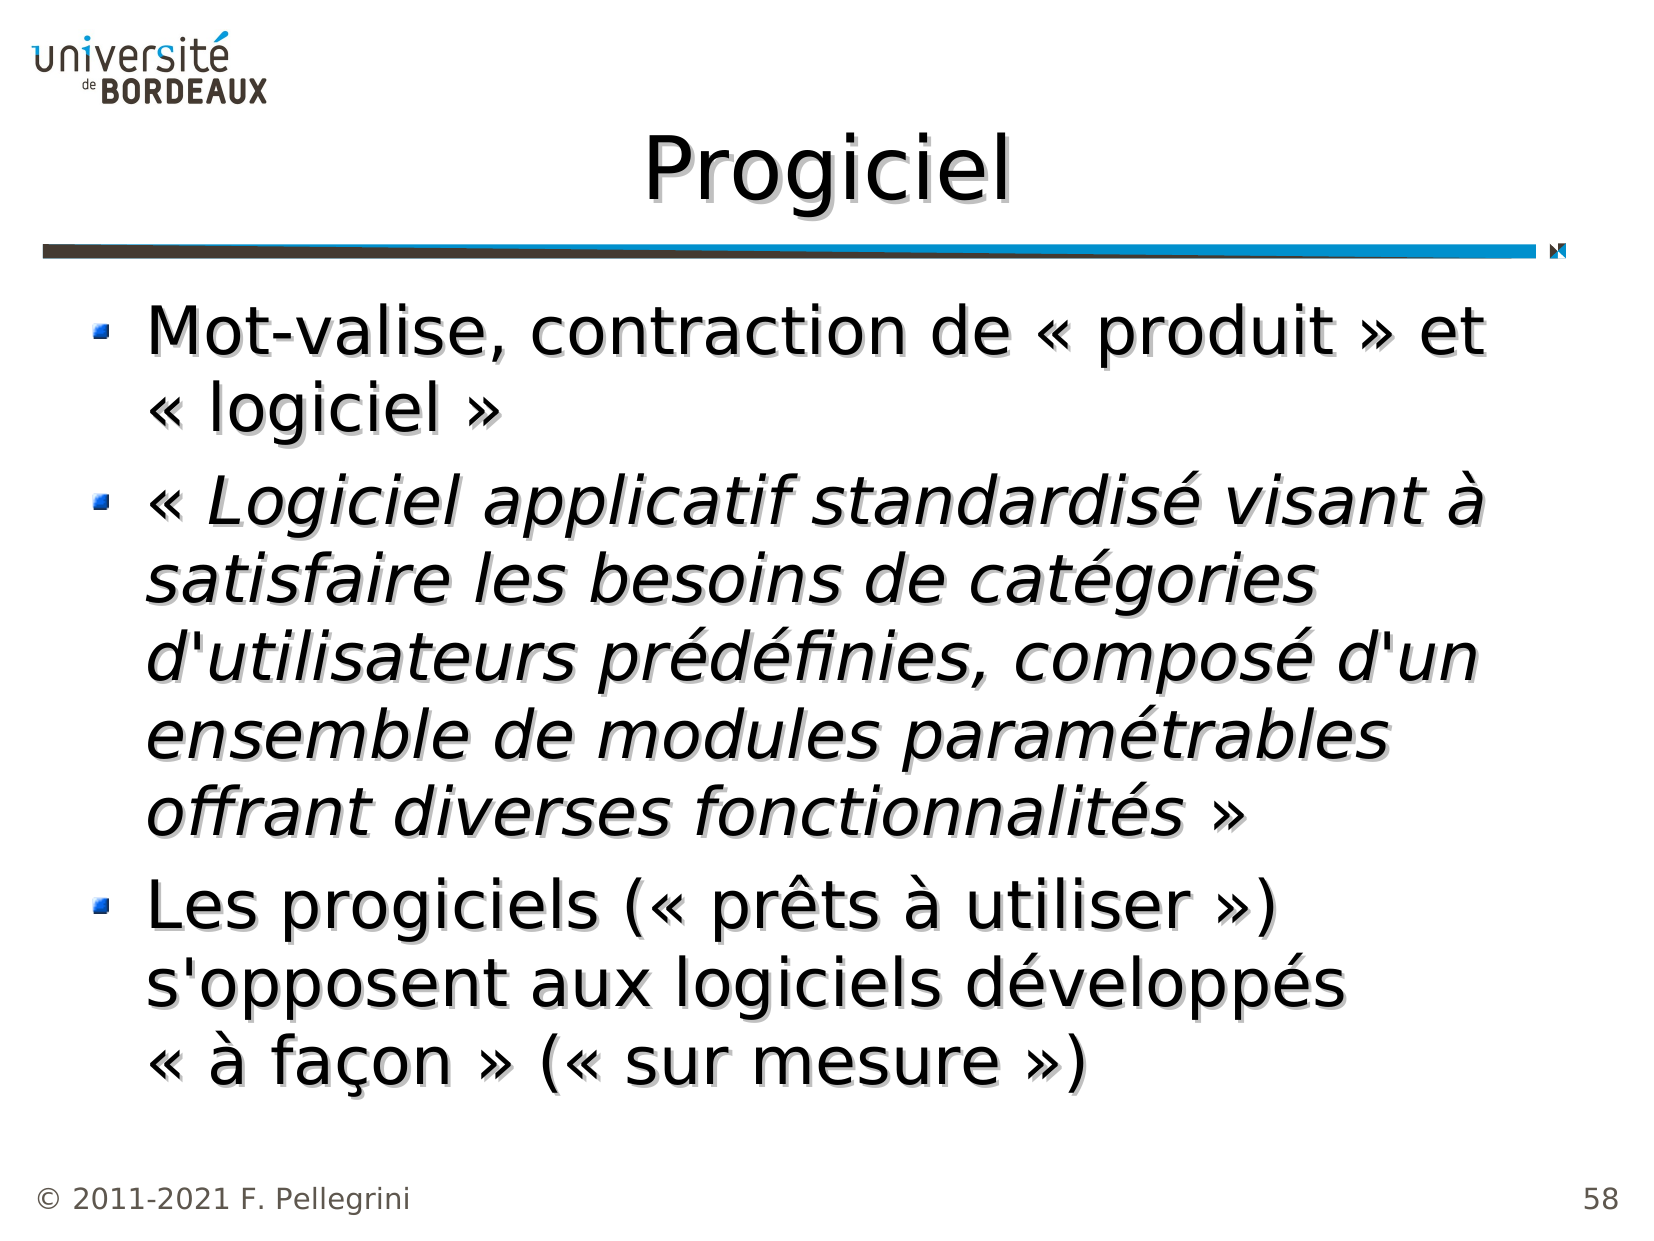 université
de BORDEAUX
Progiciel
Mot-valise, contraction de « produit » et
« logiciel »
« Logiciel applicatif standardisé visant à
satisfaire les besoins de catégories
d'utilisateurs prédéfinies, composé d'un
ensemble de modules paramétrables
offrant diverses fonctionnalités »
Les progiciels (« prêts à utiliser »)
s'opposent aux logiciels développés
« à façon » (« sur mesure »)
© 2011-2021 F. Pellegrini
58